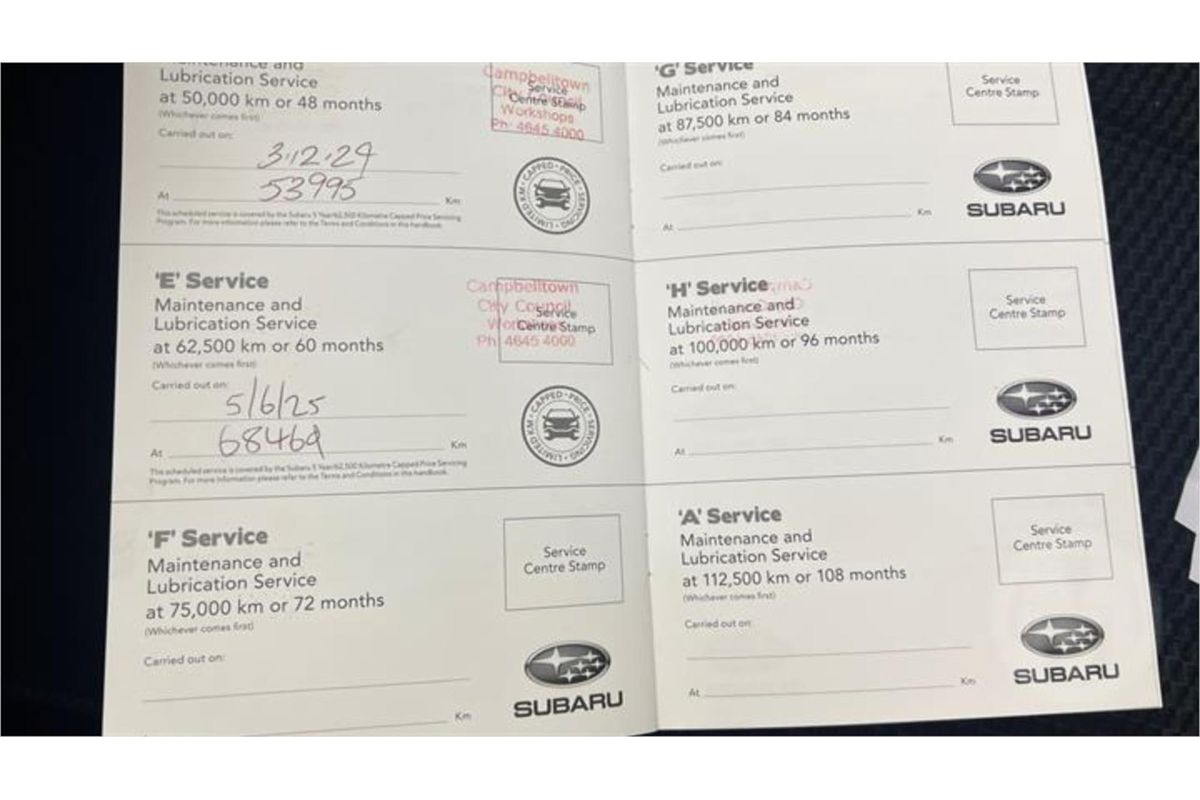 Maintenance and
Lubrication Service
at 50,000 km or 48 months
(Whichever comes first)
Carried out on:
3.12.24
At 53995 Km
This scheduled service is covered by the Subaru 5 Year/62,500 Kilometre Capped Price Servicing
Program. For more information please refer to the Terms and Conditions in this handbook.
Campbelltown
City Council
Workshops
Ph: 4645 4000
Service
Centre Stamp
CAPPED • PRICE • SERVICING • LIMITED KM •
'E' Service
Maintenance and
Lubrication Service
at 62,500 km or 60 months
(Whichever comes first)
Carried out on:
5/6/25
At 68469 Km
This scheduled service is covered by the Subaru 5 Year/62,500 Kilometre Capped Price Servicing
Program. For more information please refer to the Terms and Conditions in this handbook.
Campbelltown
City Council
Workshops
Ph: 4645 4000
Service
Centre Stamp
CAPPED • PRICE • SERVICING • LIMITED KM •
'F' Service
Maintenance and
Lubrication Service
at 75,000 km or 72 months
(Whichever comes first)
Carried out on:
Km
Service
Centre Stamp
SUBARU
'G' Service
Maintenance and
Lubrication Service
at 87,500 km or 84 months
(Whichever comes first)
Carried out on:
At Km
Service
Centre Stamp
SUBARU
'H' Service
Maintenance and
Lubrication Service
at 100,000 km or 96 months
(Whichever comes first)
Carried out on:
At Km
Service
Centre Stamp
SUBARU
'A' Service
Maintenance and
Lubrication Service
at 112,500 km or 108 months
(Whichever comes first)
Carried out on:
At Km
Service
Centre Stamp
SUBARU